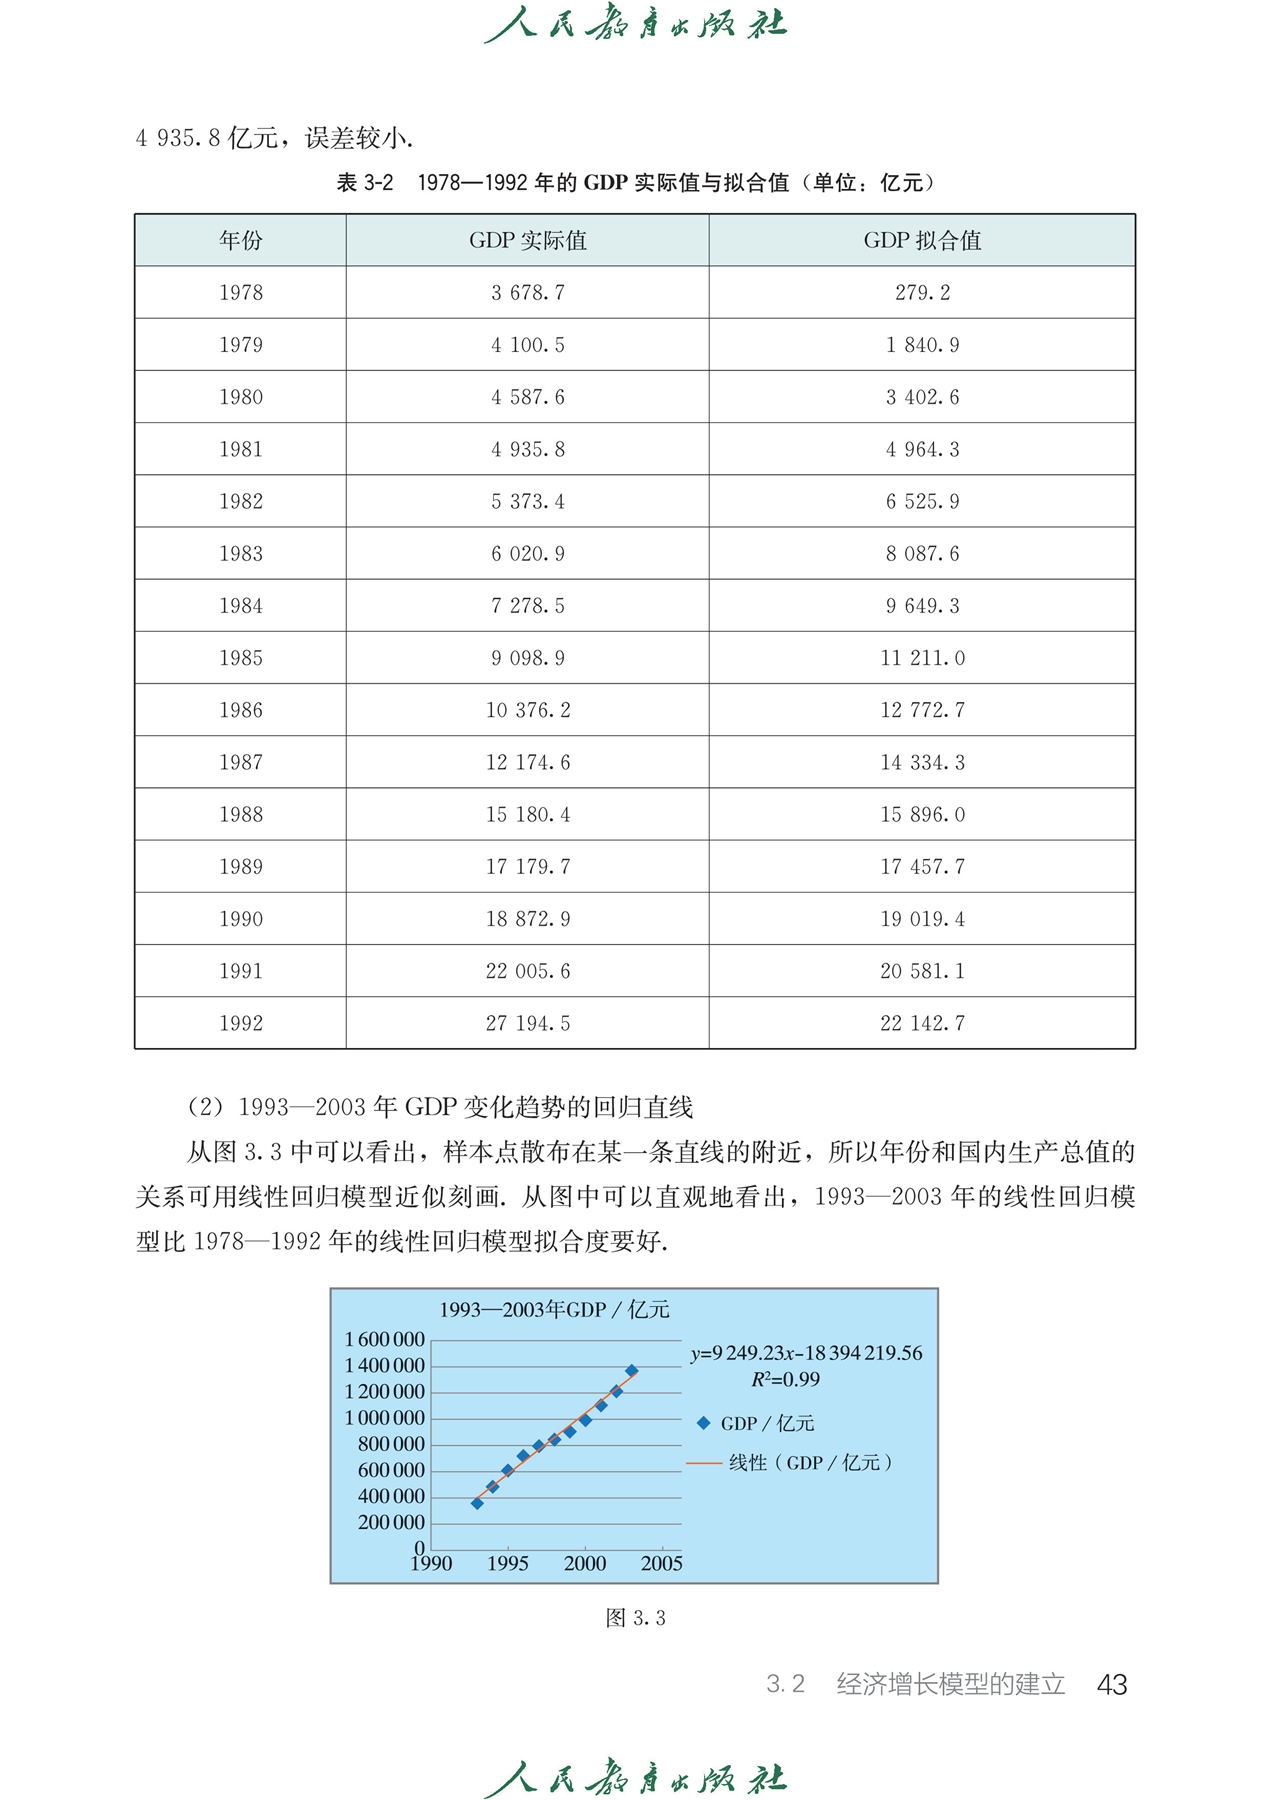 人民教育出版社
4 935.8亿元，误差较小.
表 3-2 1978—1992 年的 GDP 实际值与拟合值（单位：亿元）
年份 GDP 实际值 GDP 拟合值
1978 3 678.7 279.2
1979 4 100.5 1 840.9
1980 4 587.6 3 402.6
1981 4 935.8 4 964.3
1982 5 373.4 6 525.9
1983 6 020.9 8 087.6
1984 7 278.5 9 649.3
1985 9 098.9 11 211.0
1986 10 376.2 12 772.7
1987 12 174.6 14 334.3
1988 15 180.4 15 896.0
1989 17 179.7 17 457.7
1990 18 872.9 19 019.4
1991 22 005.6 20 581.1
1992 27 194.5 22 142.7
（2）1993—2003 年 GDP 变化趋势的回归直线
从图 3.3 中可以看出，样本点散布在某一条直线的附近，所以年份和国内生产总值的
关系可用线性回归模型近似刻画. 从图中可以直观地看出，1993—2003 年的线性回归模
型比 1978—1992 年的线性回归模型拟合度要好.
1993—2003年GDP / 亿元
1 600 000
1 400 000
1 200 000
1 000 000
800 000
600 000
400 000
200 000
0
1990 1995 2000 2005
y=9 249.23x-18 394 219.56
R²=0.99
GDP / 亿元
线性（GDP / 亿元）
图 3.3
3.2 经济增长模型的建立 43
人民教育出版社